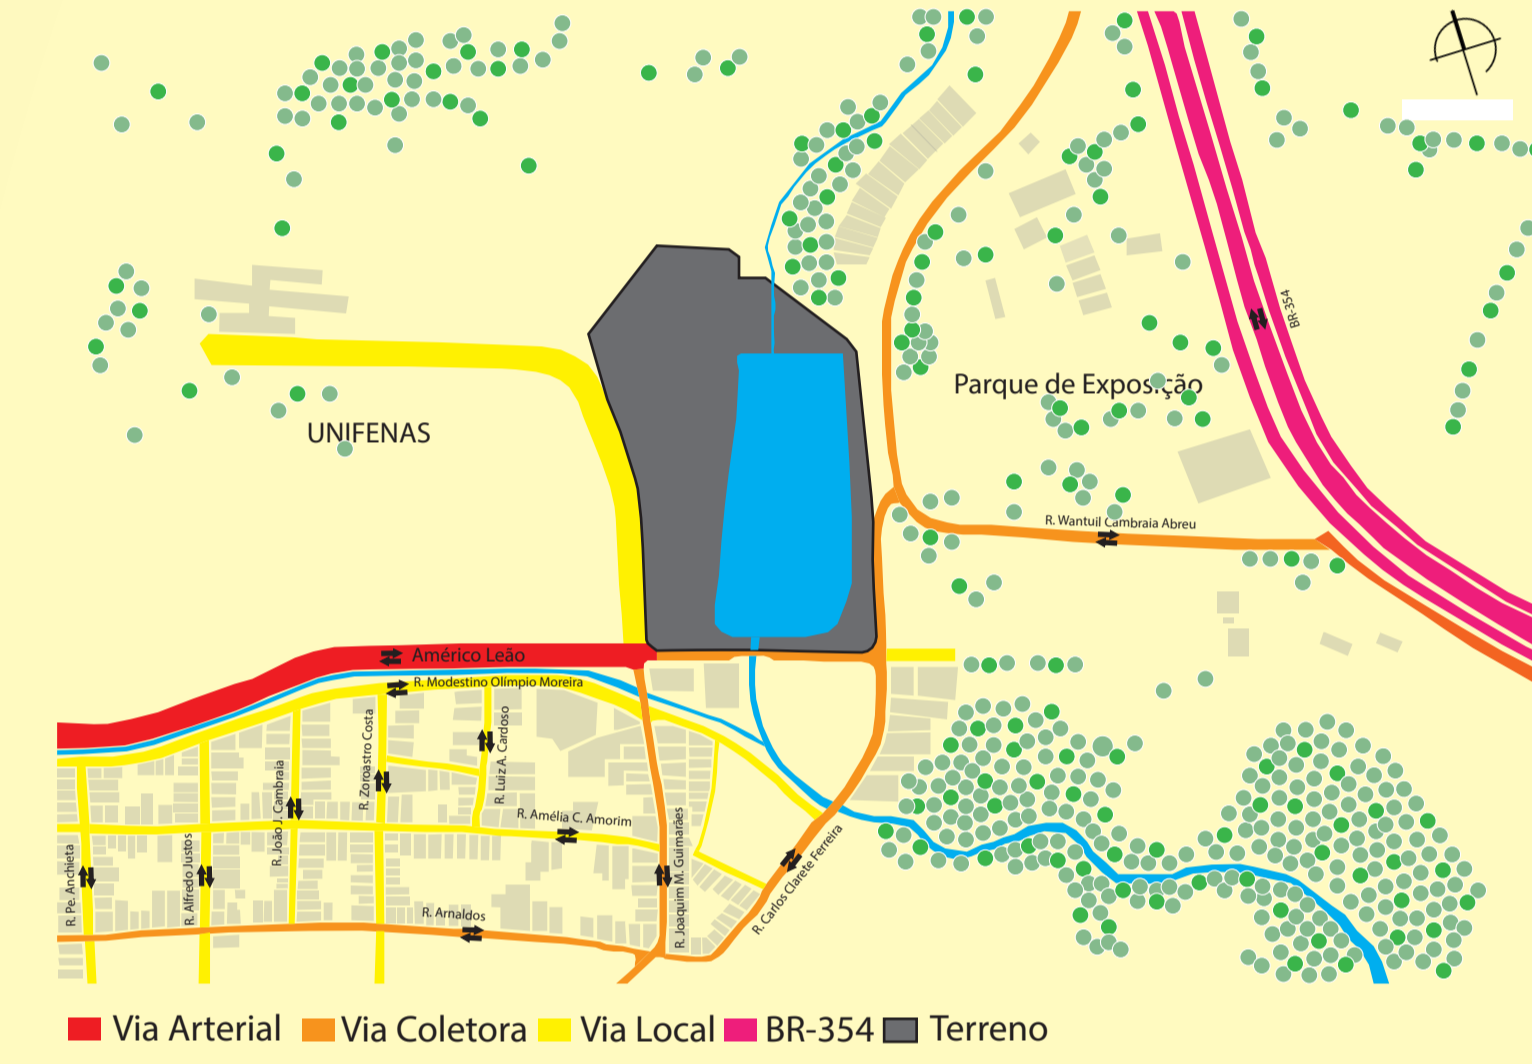 BR-354
Parque de Exposição
UNIFENAS
R. Wantuil Cambraia Abreu
Américo Leão
R. Modestino Olímpio Moreira
R. Zoroastro Costa
R. Luiz A. Cardoso
R. João J. Cambraia
R. Amélia C. Amorim
R. Joaquim M. Guimarães
R. Carlos Clarete Ferreira
R. Pe. Anchieta
R. Alfredo Justos
R. Arnaldos
Via Arterial
Via Coletora
Via Local
BR-354
Terreno